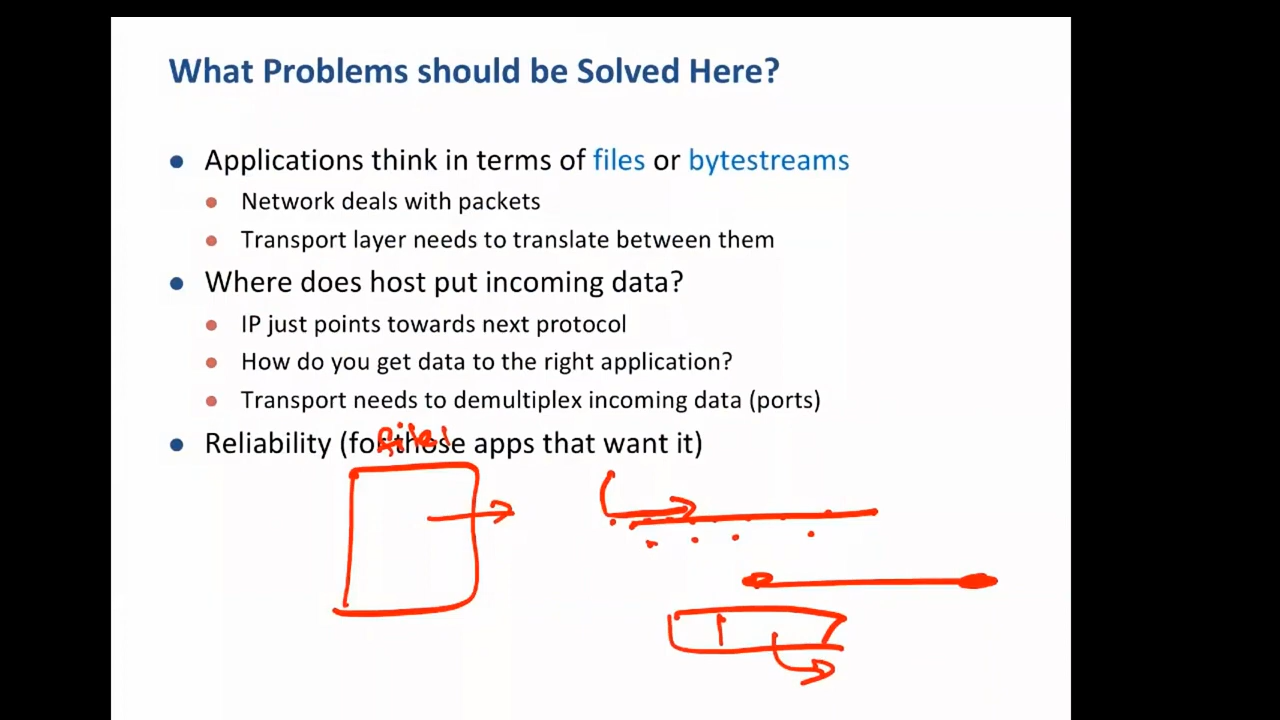 What Problems should be Solved Here?
● Applications think in terms of files or bytestreams
● Network deals with packets
● Transport layer needs to translate between them
● Where does host put incoming data?
● IP just points towards next protocol
● How do you get data to the right application?
● Transport needs to demultiplex incoming data (ports)
● Reliability (for those apps that want it)